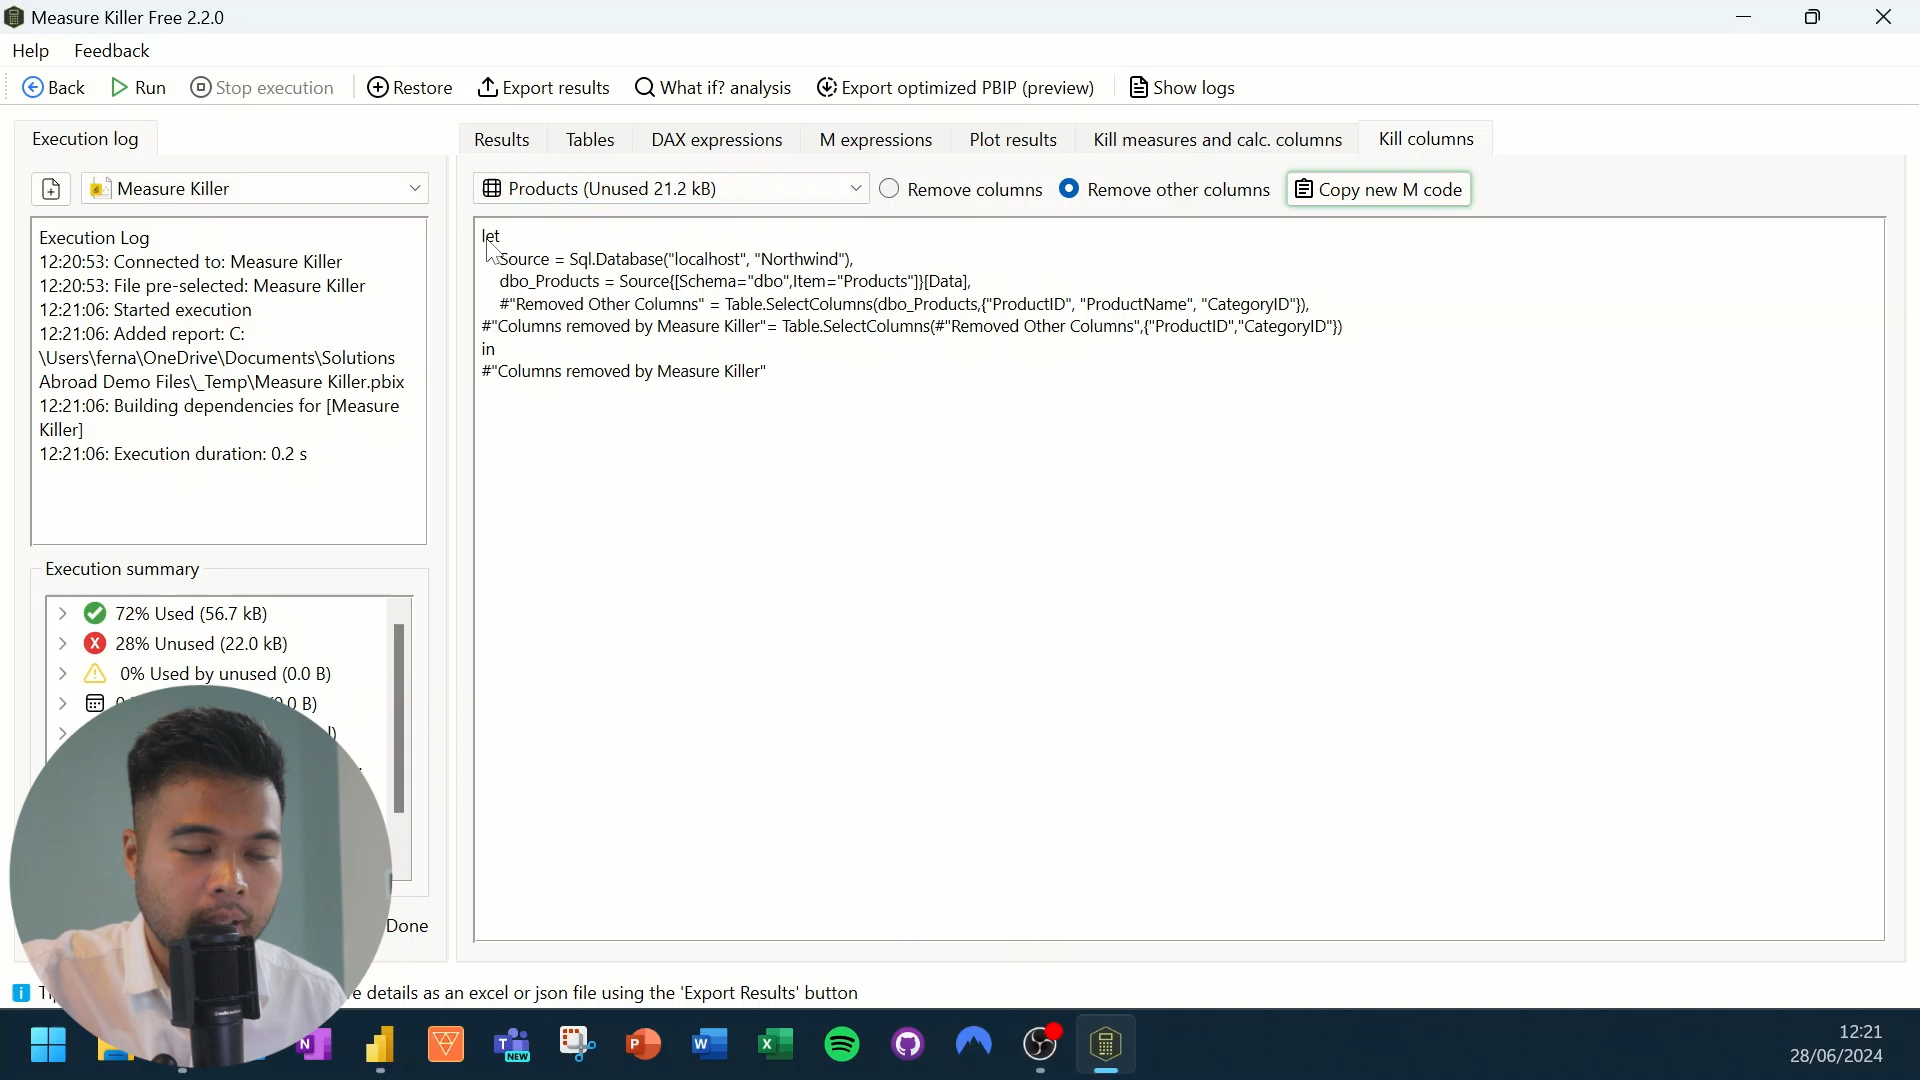 Measure Killer Free 2.2.0
Help Feedback
Back Run Stop execution Restore Export results What if? analysis Export optimized PBIP (preview) Show logs
Execution log
Results Tables DAX expressions M expressions Plot results Kill measures and calc. columns Kill columns
Measure Killer
Products (Unused 21.2 kB) Remove columns Remove other columns Copy new M code
Execution Log
12:20:53: Connected to: Measure Killer
12:20:53: File pre-selected: Measure Killer
12:21:06: Started execution
12:21:06: Added report: C:
\Users\ferna\OneDrive\Documents\Solutions
Abroad Demo Files\_Temp\Measure Killer.pbix
12:21:06: Building dependencies for [Measure
Killer]
12:21:06: Execution duration: 0.2 s
let
Source = Sql.Database("localhost", "Northwind"),
dbo_Products = Source{[Schema="dbo",Item="Products"]}[Data],
#"Removed Other Columns" = Table.SelectColumns(dbo_Products,{"ProductID", "ProductName", "CategoryID"}),
#"Columns removed by Measure Killer"= Table.SelectColumns(#"Removed Other Columns",{"ProductID","CategoryID"})
in
#"Columns removed by Measure Killer"
Execution summary
72% Used (56.7 kB)
28% Unused (22.0 kB)
0% Used by unused (0.0 B)
0 B)
Done
details as an excel or json file using the 'Export Results' button
N
T
NEW
P
W
X
12:21
28/06/2024